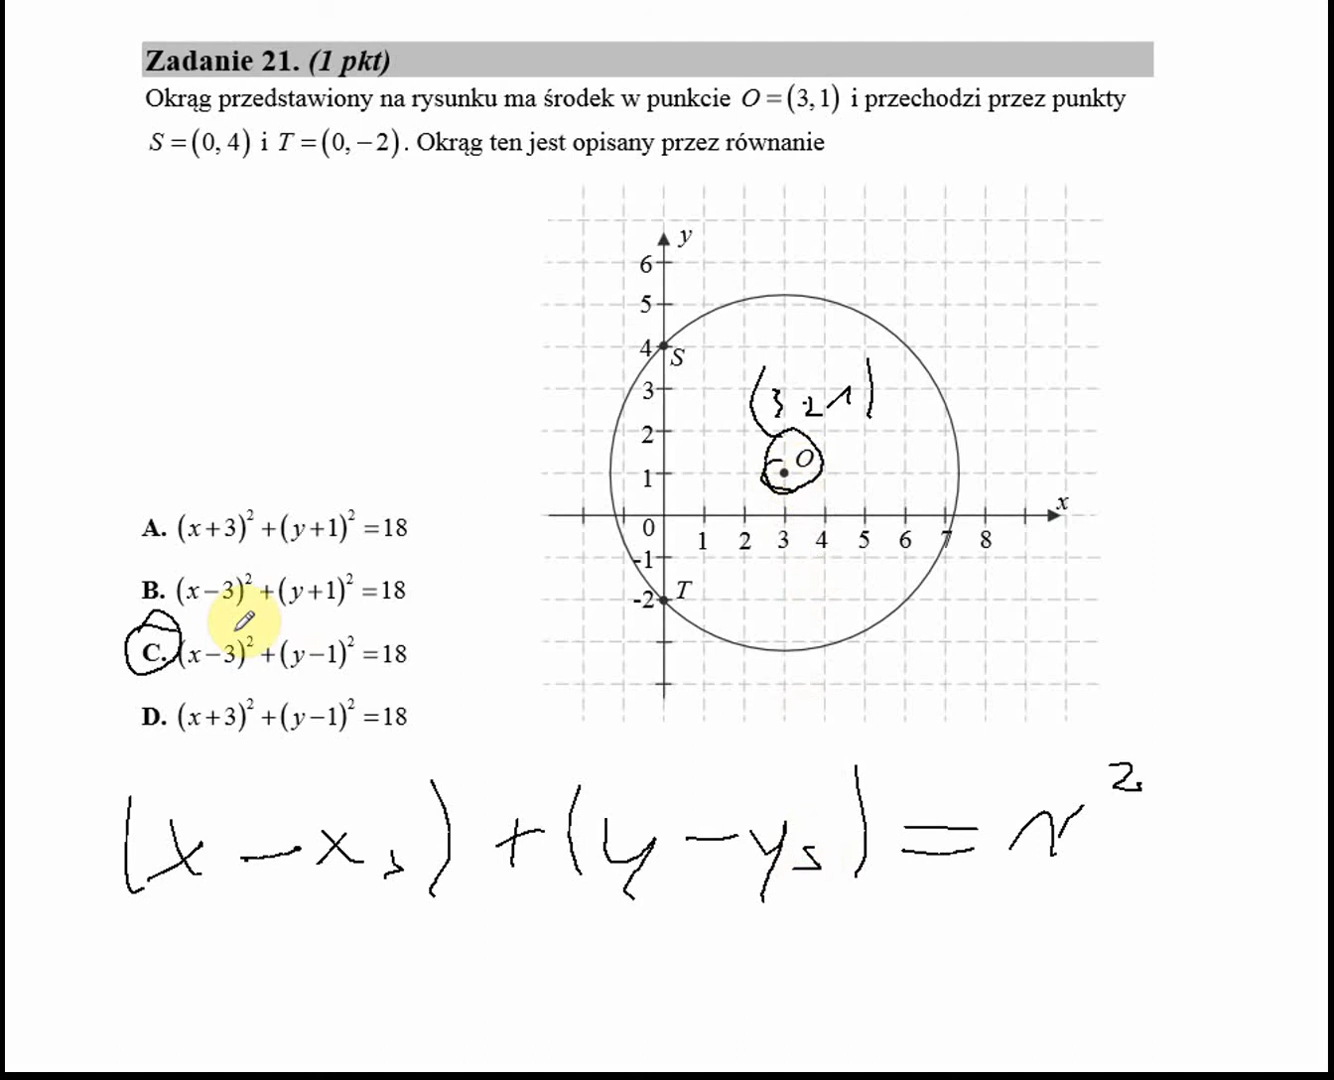 Zadanie 21. (1 pkt)
Okrąg przedstawiony na rysunku ma środek w punkcie O = (3, 1) i przechodzi przez punkty
S = (0, 4) i T = (0, −2). Okrąg ten jest opisany przez równanie
y
6
5
4
S
3
(3 1)
2
O
1
x
0
1 2 3 4 5 6 7 8
-1
-2
T
A. (x+3)² + (y+1)² = 18
B. (x−3)² + (y+1)² = 18
C. (x−3)² + (y−1)² = 18
D. (x+3)² + (y−1)² = 18
(x − xs) + (y − ys) = r²